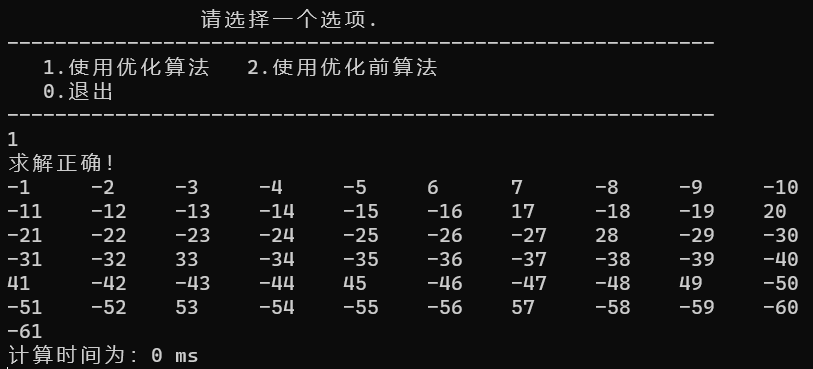 请选择一个选项.
-----------------------------------------------------------
1.使用优化算法 2.使用优化前算法
0.退出
-----------------------------------------------------------
1
求解正确!
-1 -2 -3 -4 -5 6 7 -8 -9 -10
-11 -12 -13 -14 -15 -16 17 -18 -19 20
-21 -22 -23 -24 -25 -26 -27 28 -29 -30
-31 -32 33 -34 -35 -36 -37 -38 -39 -40
41 -42 -43 -44 45 -46 -47 -48 49 -50
-51 -52 53 -54 -55 -56 57 -58 -59 -60
-61
计算时间为: 0 ms